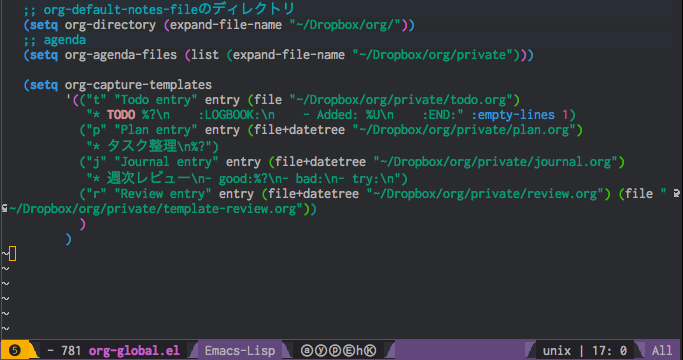 ;; org-default-notes-fileのディレクトリ
(setq org-directory (expand-file-name "~/Dropbox/org/"))
;; agenda
(setq org-agenda-files (list (expand-file-name "~/Dropbox/org/private")))
(setq org-capture-templates
'(("t" "Todo entry" entry (file "~/Dropbox/org/private/todo.org")
"* TODO %?\n    :LOGBOOK:\n    - Added: %U\n    :END:" :empty-lines 1)
("p" "Plan entry" entry (file+datetree "~/Dropbox/org/private/plan.org")
"* タスク整理\n%?")
("j" "Journal entry" entry (file+datetree "~/Dropbox/org/private/journal.org")
"* 週次レビュー\n- good:%?\n- bad:\n- try:\n")
("r" "Review entry" entry (file+datetree "~/Dropbox/org/private/review.org") (file "
~/Dropbox/org/private/template-review.org"))
)
)
~
~
~
~
~
~
❺ - 781 org-global.el Emacs-Lisp ⓐⓨⓟⒺhⓀ unix | 17: 0 All